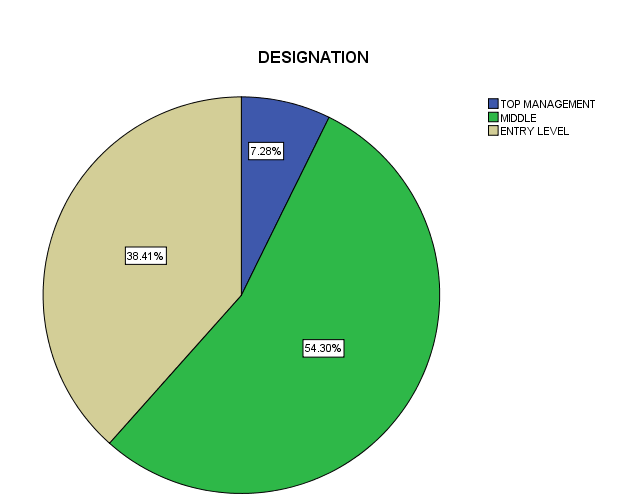 DESIGNATION
TOP MANAGEMENT
MIDDLE
ENTRY LEVEL
7.28%
38.41%
54.30%